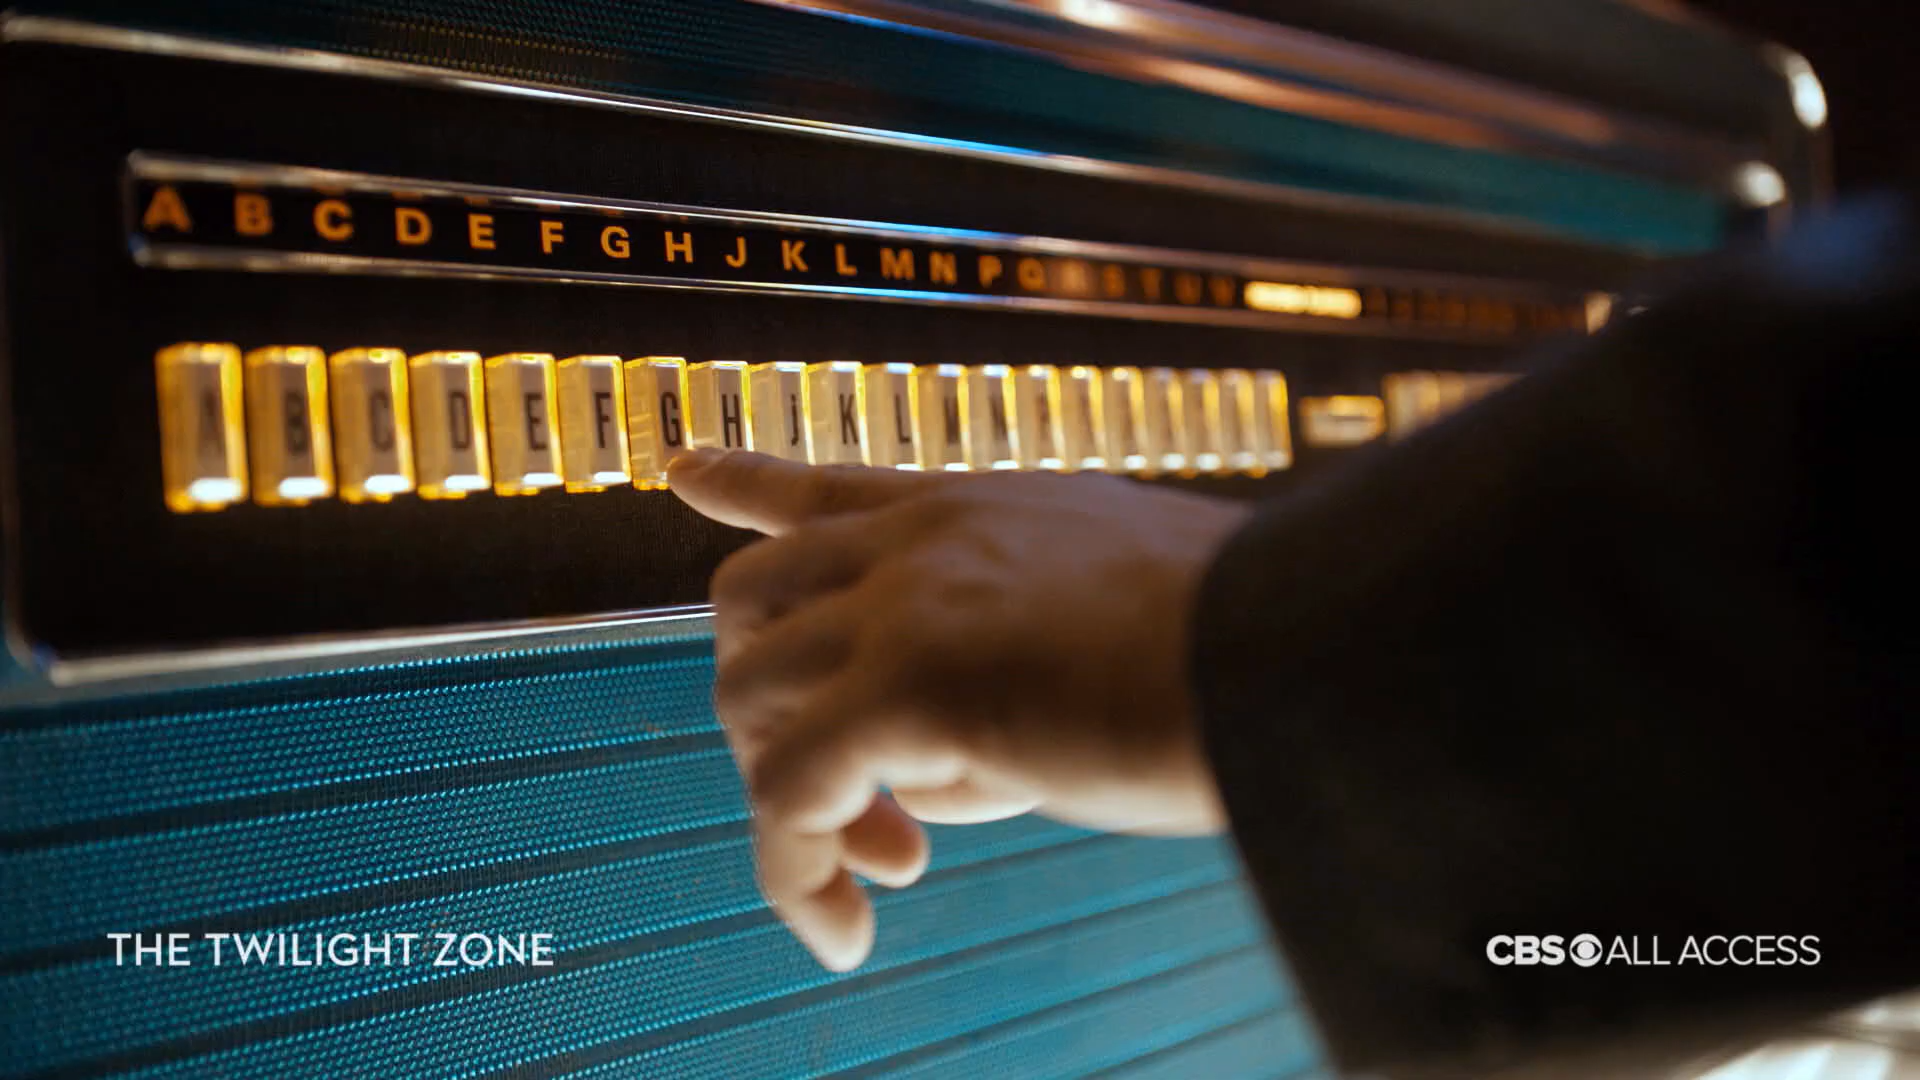 A B C D E F G H J K L M N P Q R S T U V
A B C D E F G H j K L M N
THE TWILIGHT ZONE
CBS ALL ACCESS